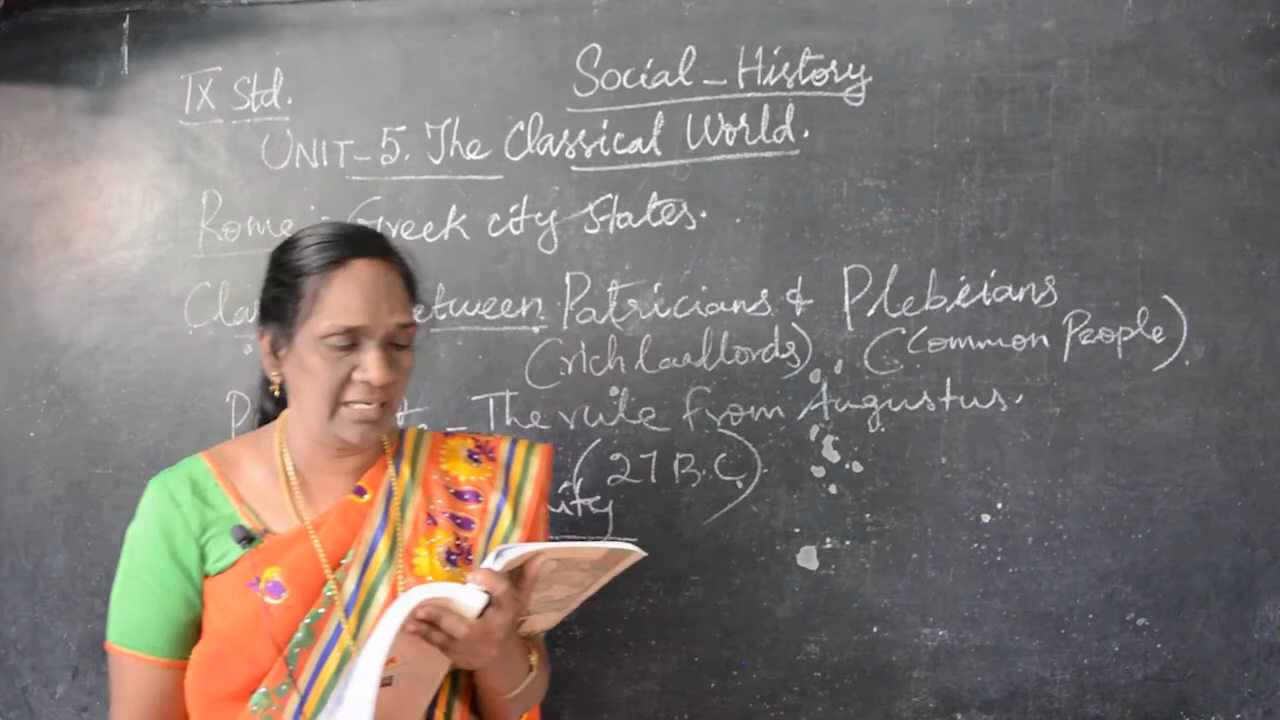 IX Std.
Social - History
UNIT-5. The Classical World.
Rome :- Greek city States.
between Patricians & Plebeians
(rich landlords) (Common People).
- The rule from Augustus.
(27 B.C)